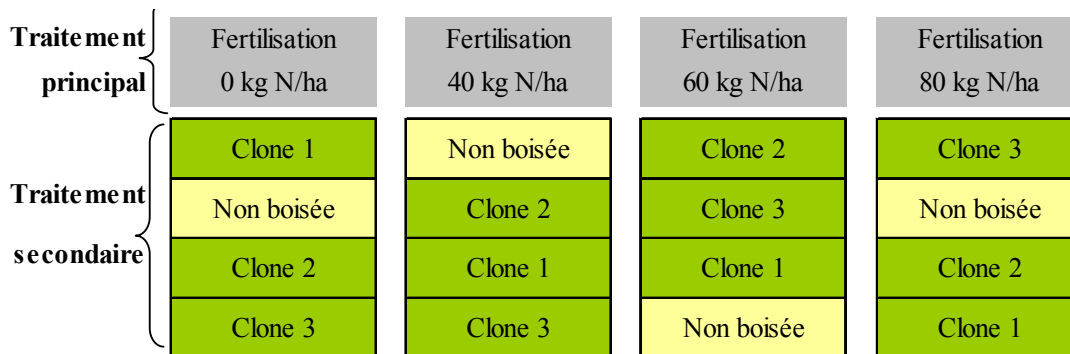 Traitement
principal
Fertilisation
0 kg N/ha
Fertilisation
40 kg N/ha
Fertilisation
60 kg N/ha
Fertilisation
80 kg N/ha
Traitement
secondaire
Clone 1
Non boisée
Clone 2
Clone 3
Non boisée
Clone 2
Clone 1
Clone 3
Clone 2
Clone 3
Clone 1
Non boisée
Clone 3
Non boisée
Clone 2
Clone 1